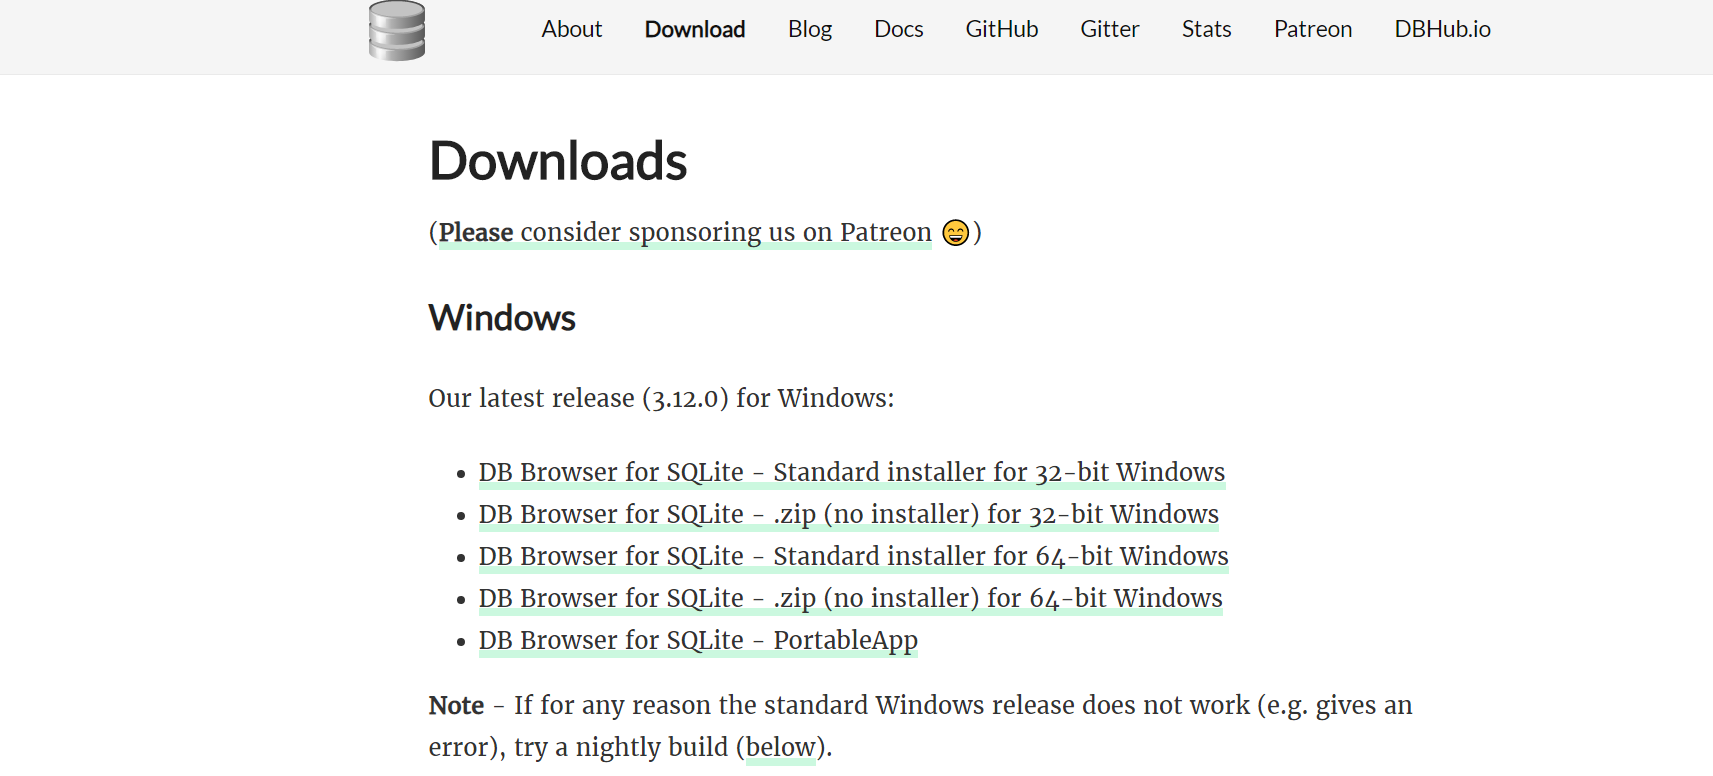 About Download Blog Docs GitHub Gitter Stats Patreon DBHub.io
Downloads
(Please consider sponsoring us on Patreon 😄)
Windows
Our latest release (3.12.0) for Windows:
• DB Browser for SQLite - Standard installer for 32-bit Windows
• DB Browser for SQLite - .zip (no installer) for 32-bit Windows
• DB Browser for SQLite - Standard installer for 64-bit Windows
• DB Browser for SQLite - .zip (no installer) for 64-bit Windows
• DB Browser for SQLite - PortableApp
Note - If for any reason the standard Windows release does not work (e.g. gives an
error), try a nightly build (below).